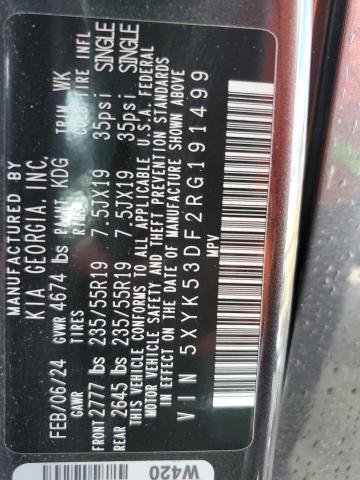 MANUFACTURED BY
KIA GEORGIA, INC.
FEB/06/24 GVWR 4674 lbs PAINT KDG TRIM WK
GAWR TIRES RIMS COLD TIRE INFL
FRONT 2777 lbs 235/55R19 7.5JX19 35psi SINGLE
REAR 2645 lbs 235/55R19 7.5JX19 35psi SINGLE
THIS VEHICLE CONFORMS TO ALL APPLICABLE U.S.A. FEDERAL
MOTOR VEHICLE SAFETY AND THEFT PREVENTION STANDARDS
IN EFFECT ON THE DATE OF MANUFACTURE SHOWN ABOVE
VIN 5XYK53DF2RG191499
MPV
W420